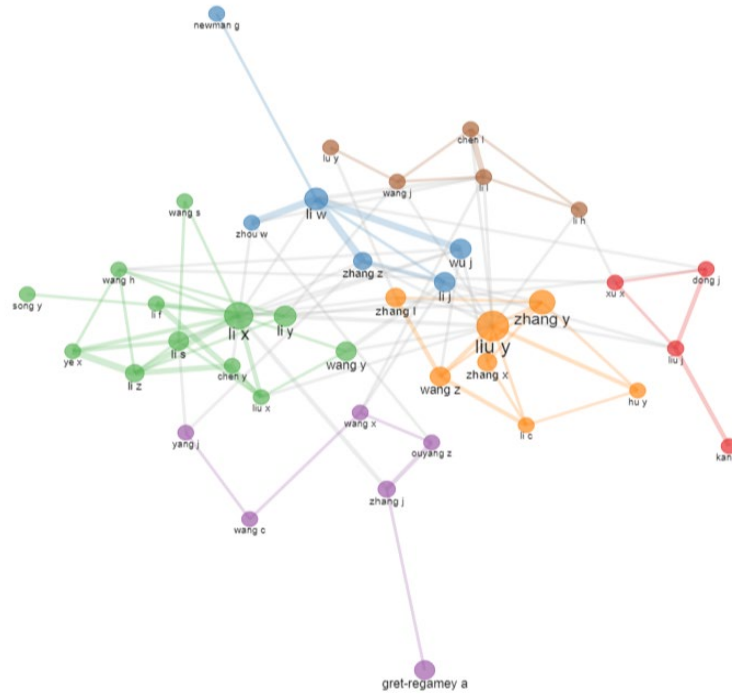 newman g
chen l
lu y
wang j
li l
wang s
li w
li h
zhou w
wu j
zhang z
wang h
li j
xu x
dong j
song y
li f
zhang l
li x
li y
zhang y
liu y
li s
ye x
wang y
liu j
li z
chen y
wang z
zhang x
liu x
hu y
wang x
li c
yang j
ouyang z
kan
zhang j
wang c
gret-regamey a